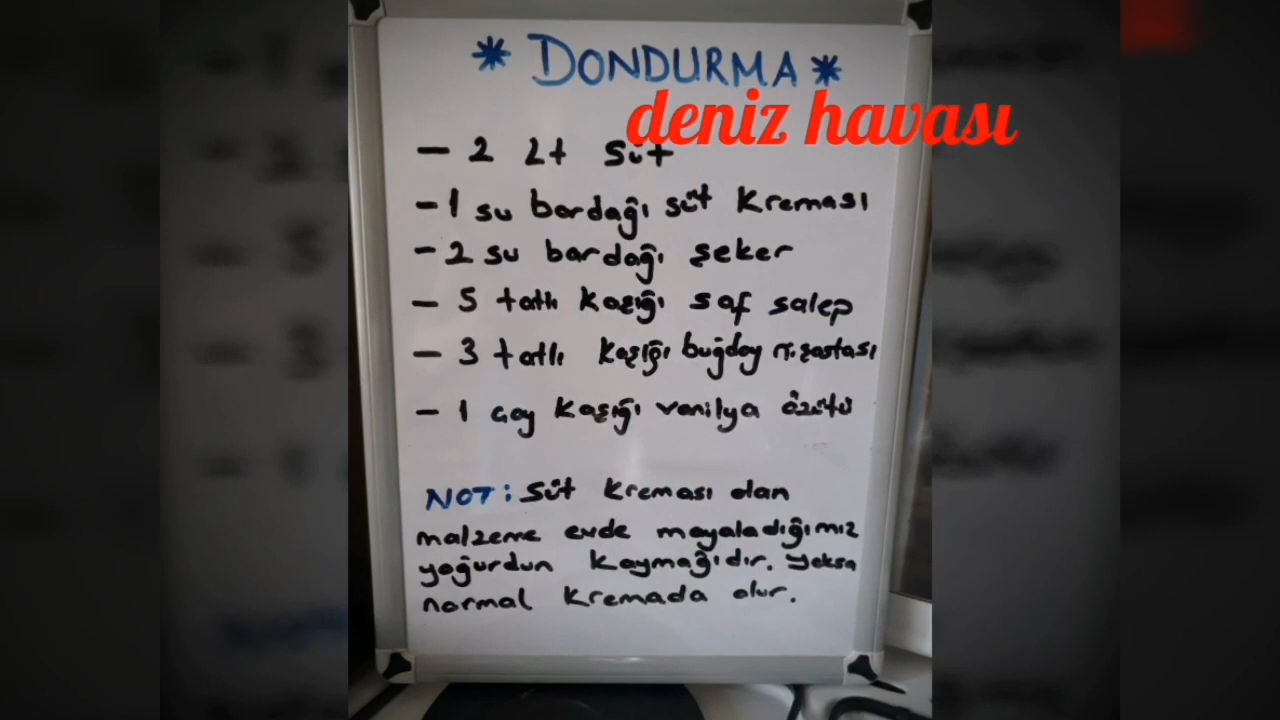 * DONDURMA *
deniz havası
- 2 Lt süt
- 1 su bardağı süt kreması
- 2 su bardağı şeker
- 5 tatlı kaşığı saf salep
- 3 tatlı kaşığı buğday nişastası
- 1 çay kaşığı vanilya özütü
NOT: Süt kreması olan
malzeme evde mayaladığımız
yoğurdun kaymağıdır. Yoksa
normal kremada olur.